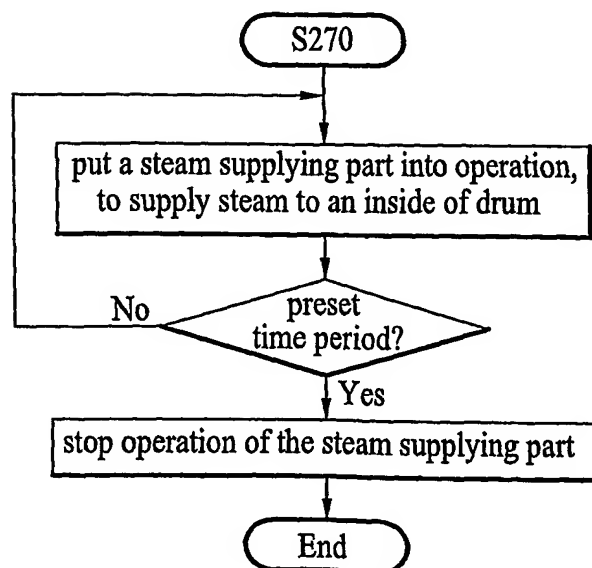 S270
put a steam supplying part into operation,
to supply steam to an inside of drum
No
preset
time period?
Yes
stop operation of the steam supplying part
End